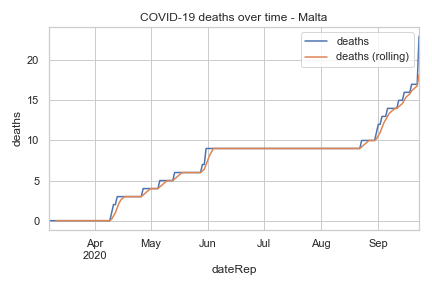 COVID-19 deaths over time - Malta
deaths
deaths (rolling)
deaths
20
15
10
5
0
Apr May Jun Jul Aug Sep
2020
dateRep